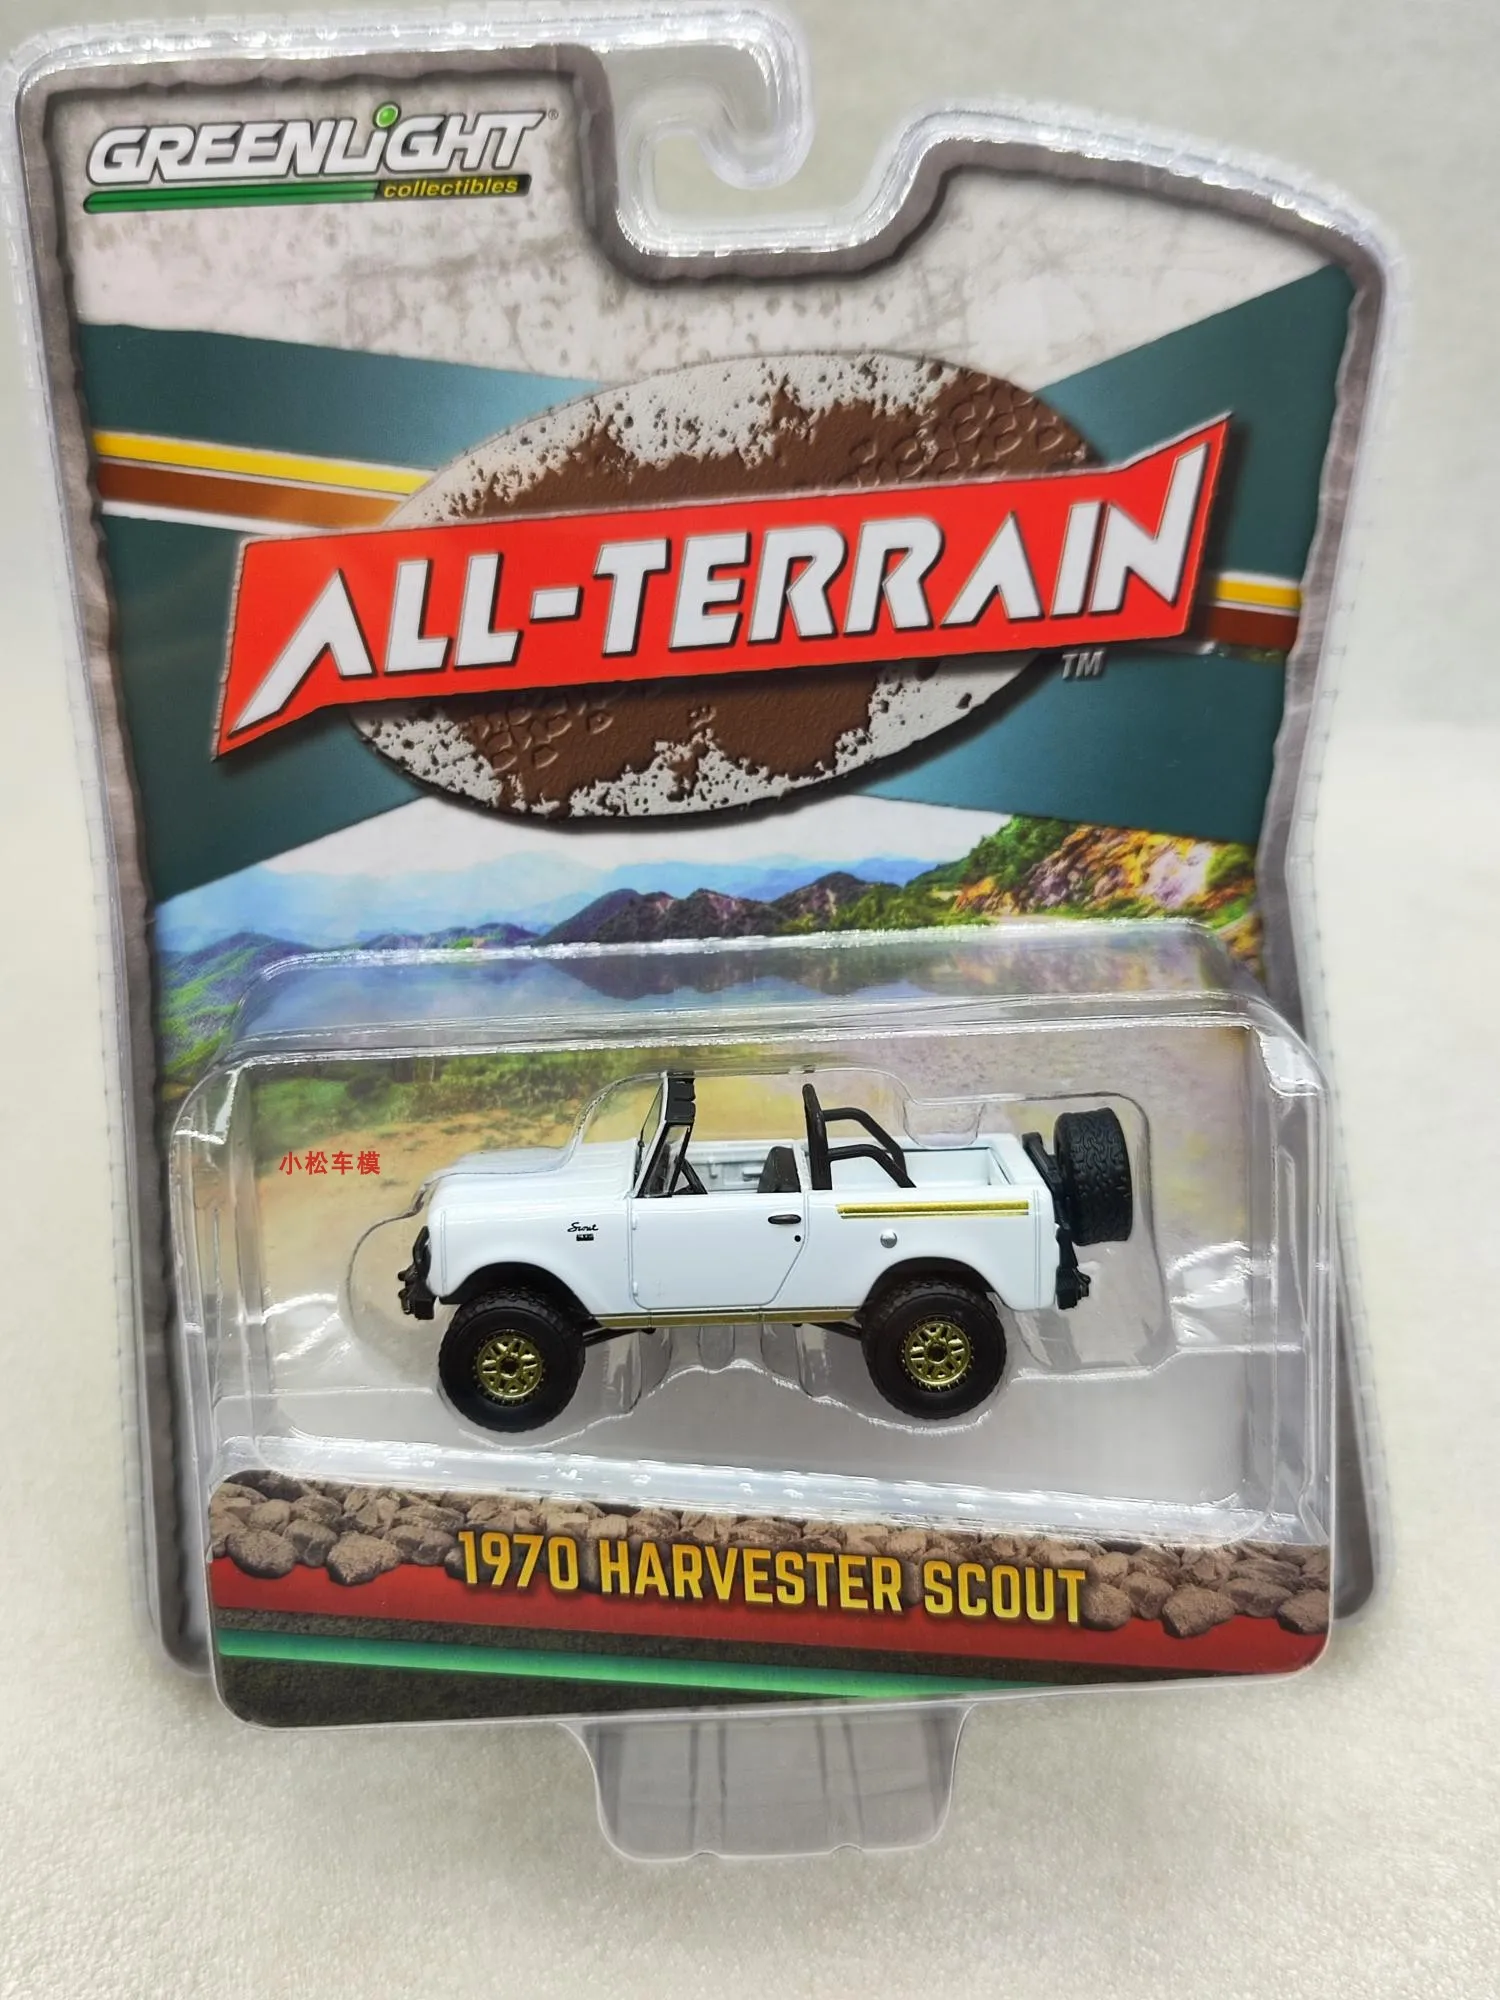 GREENLiGHT®
collectibles
ALL-TERRAIN
TM
小松车模
Scout
1970 HARVESTER SCOUT